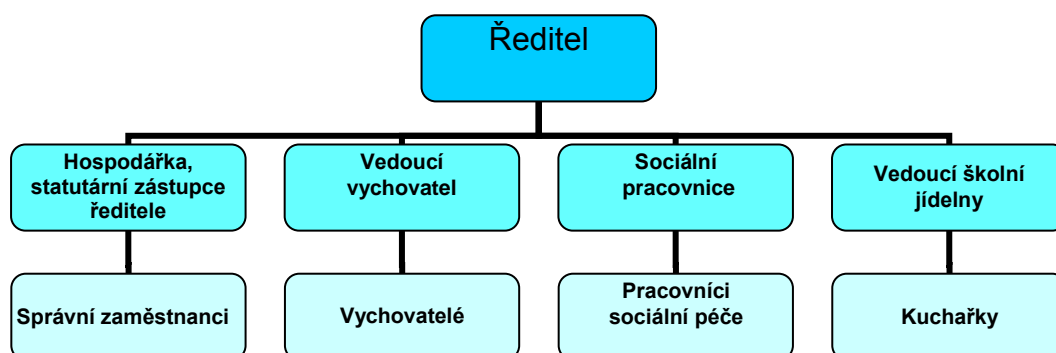 Ředitel
Hospodářka,
statutární zástupce
ředitele
Vedoucí
vychovatel
Sociální
pracovnice
Vedoucí školní
jídelny
Správní zaměstnanci
Vychovatelé
Pracovníci
sociální péče
Kuchařky